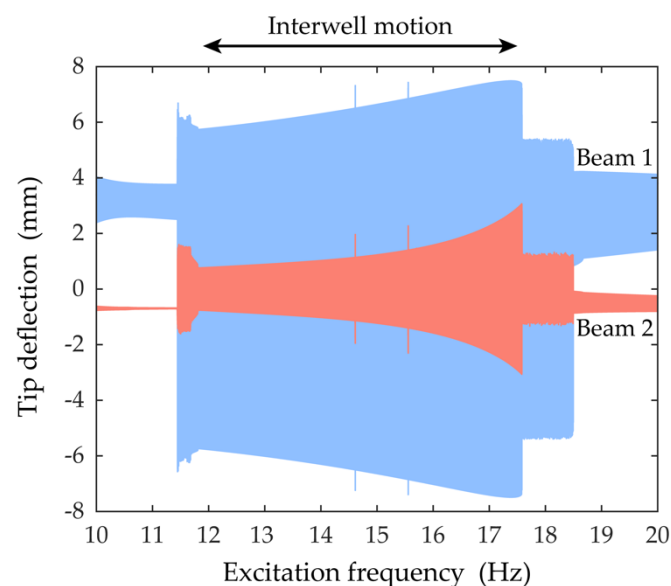 Interwell motion
8
6
4
2
0
-2
-4
-6
-8
Tip deflection (mm)
Beam 1
Beam 2
10 11 12 13 14 15 16 17 18 19 20
Excitation frequency (Hz)